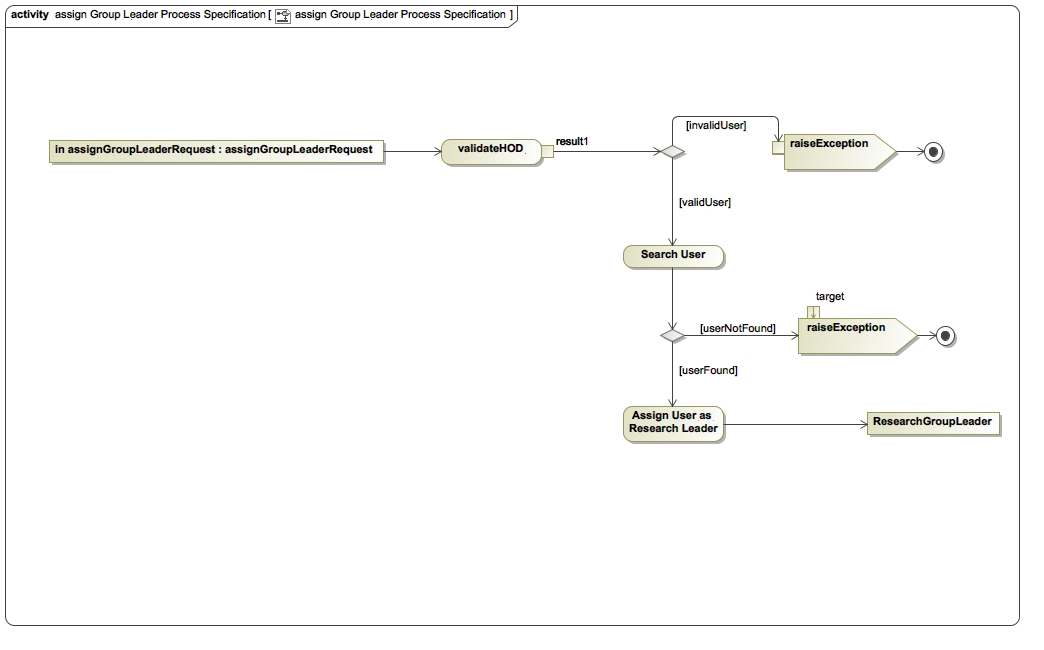 activity assign Group Leader Process Specification [ assign Group Leader Process Specification ]
[invalidUser]
result1
raiseException
in assignGroupLeaderRequest : assignGroupLeaderRequest
validateHOD
[validUser]
Search User
target
[userNotFound]
raiseException
[userFound]
Assign User as
Research Leader
ResearchGroupLeader